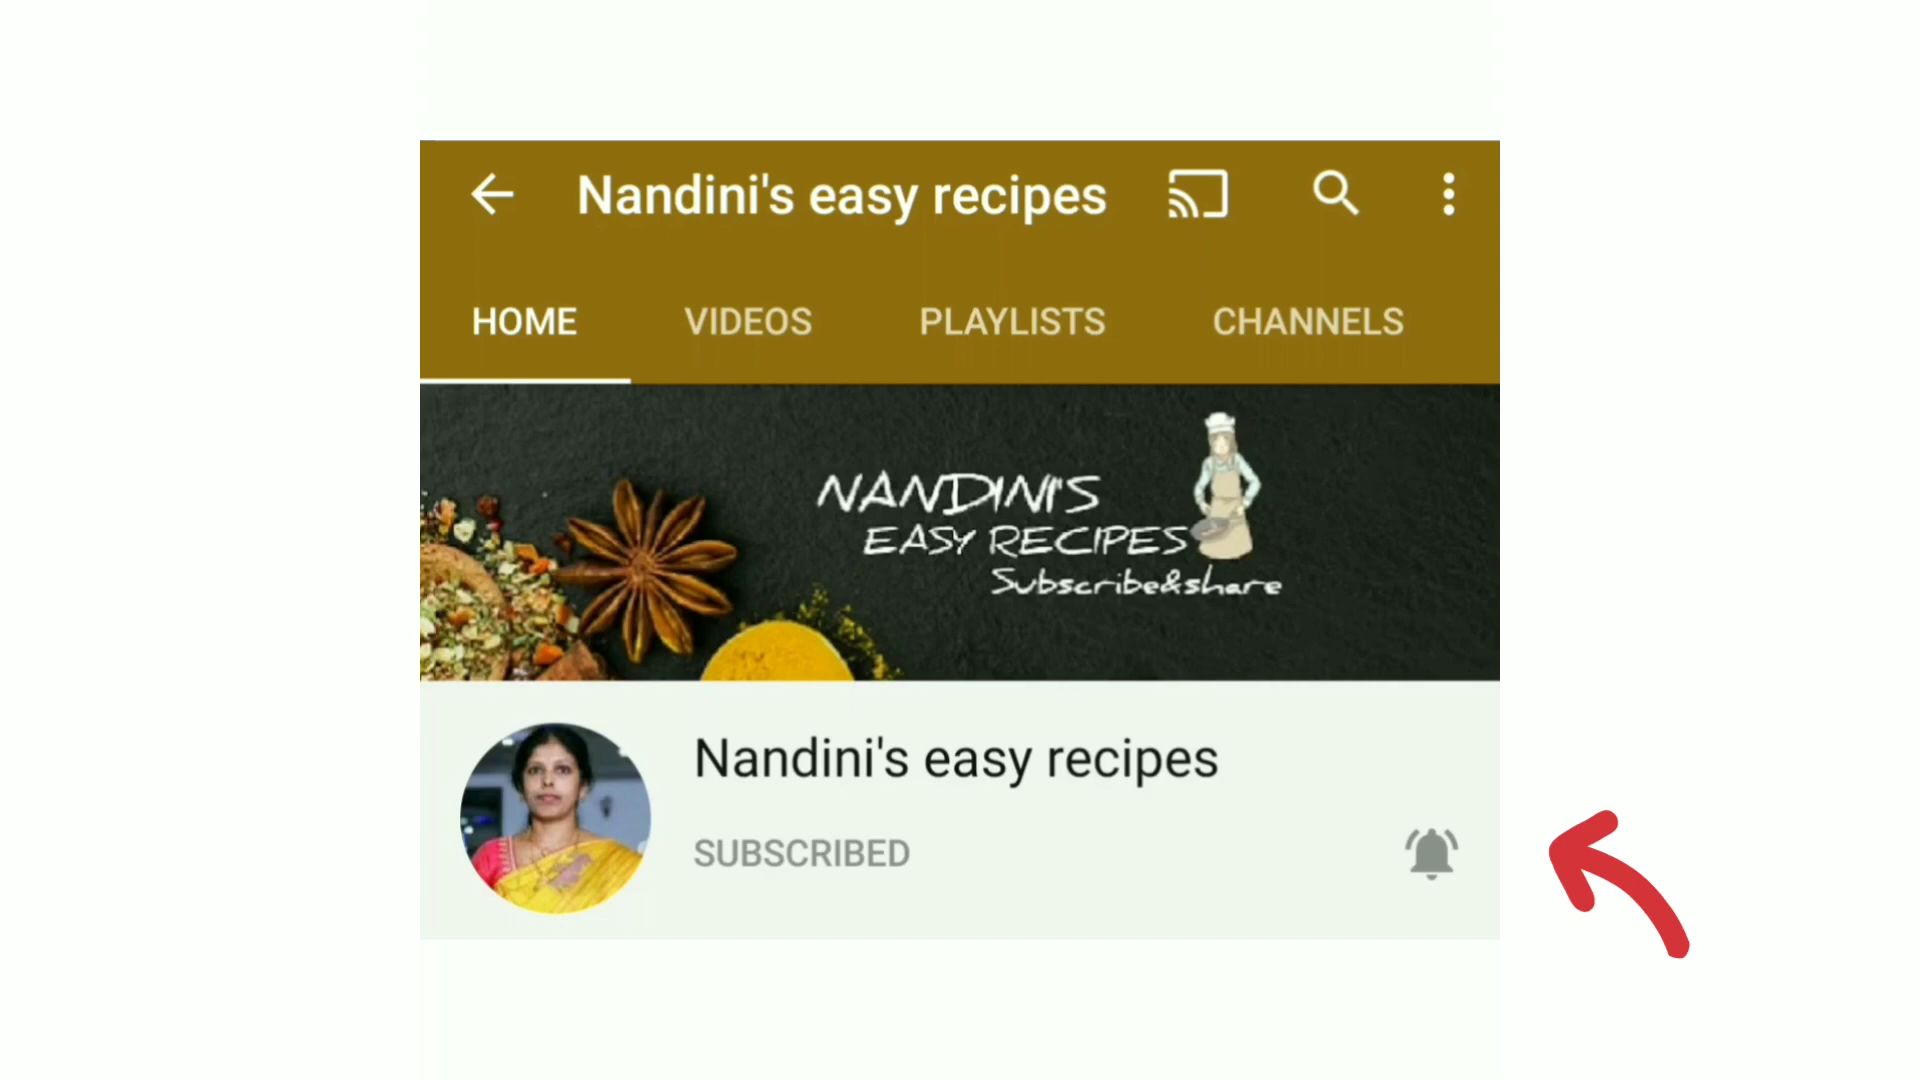 Nandini's easy recipes
HOME VIDEOS PLAYLISTS CHANNELS
NANDINI'S
EASY RECIPES
Subscribe&share
Nandini's easy recipes
SUBSCRIBED